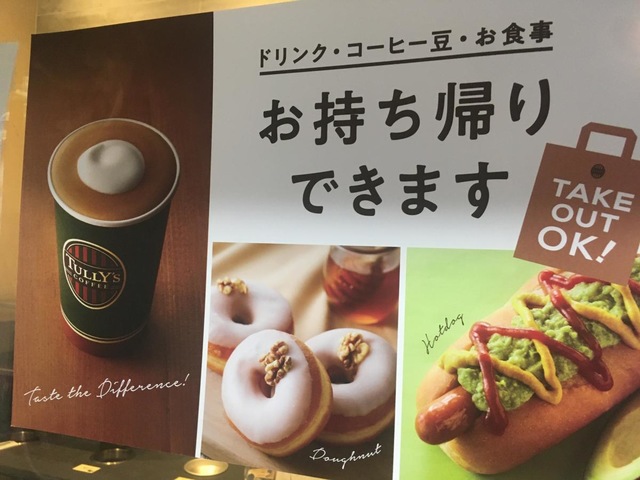 ドリンク・コーヒー豆・お食事
お持ち帰り
できます
TAKE
OUT
OK!
TULLY'S
COFFEE
Taste the Difference!
Doughnut
Hotdog